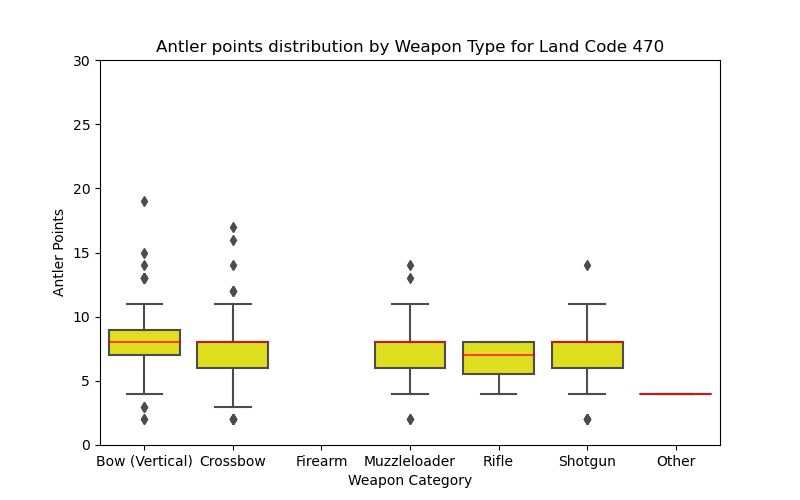 Antler points distribution by Weapon Type for Land Code 470
30
25
20
15
10
5
0
Antler Points
Bow (Vertical) Crossbow Firearm Muzzleloader Rifle Shotgun Other
Weapon Category